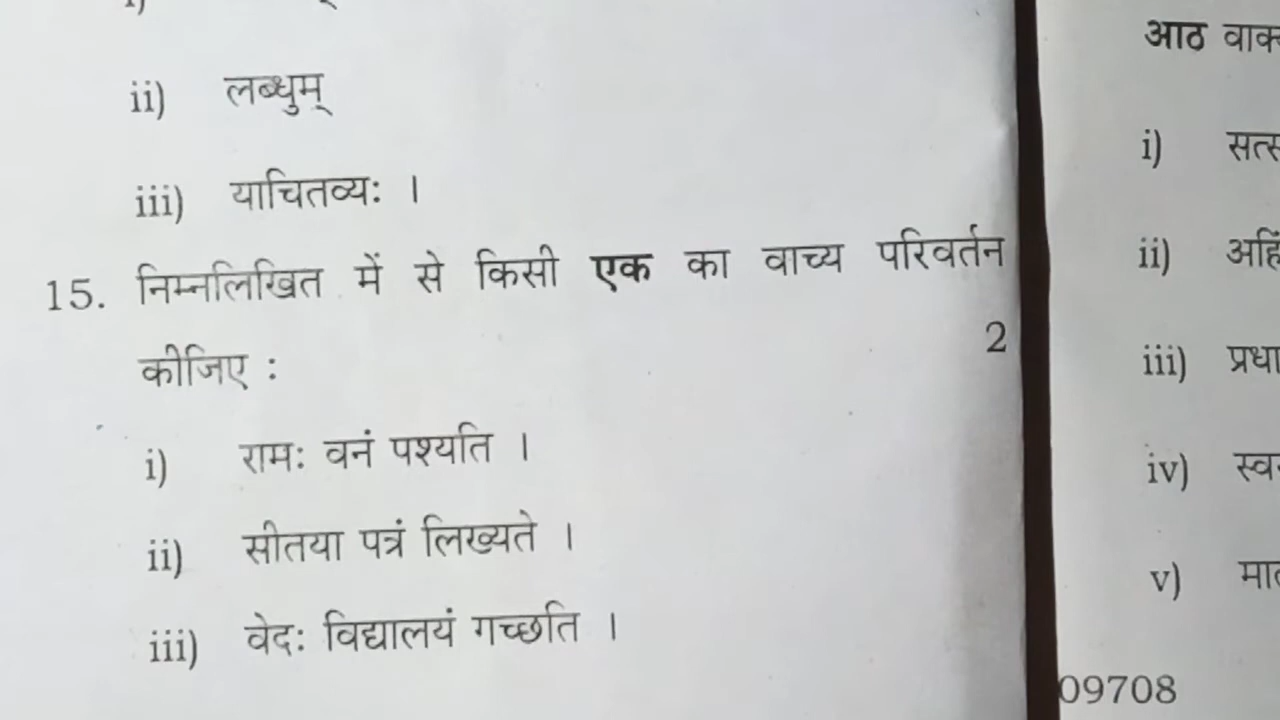 ii) लब्धुम्
iii) याचितव्यः ।
15. निम्नलिखित में से किसी एक का वाच्य परिवर्तन
कीजिए : 2
i) रामः वनं पश्यति ।
ii) सीतया पत्रं लिख्यते ।
iii) वेदः विद्यालयं गच्छति ।
आठ
i)
ii)
iii)
iv)
v)
09708